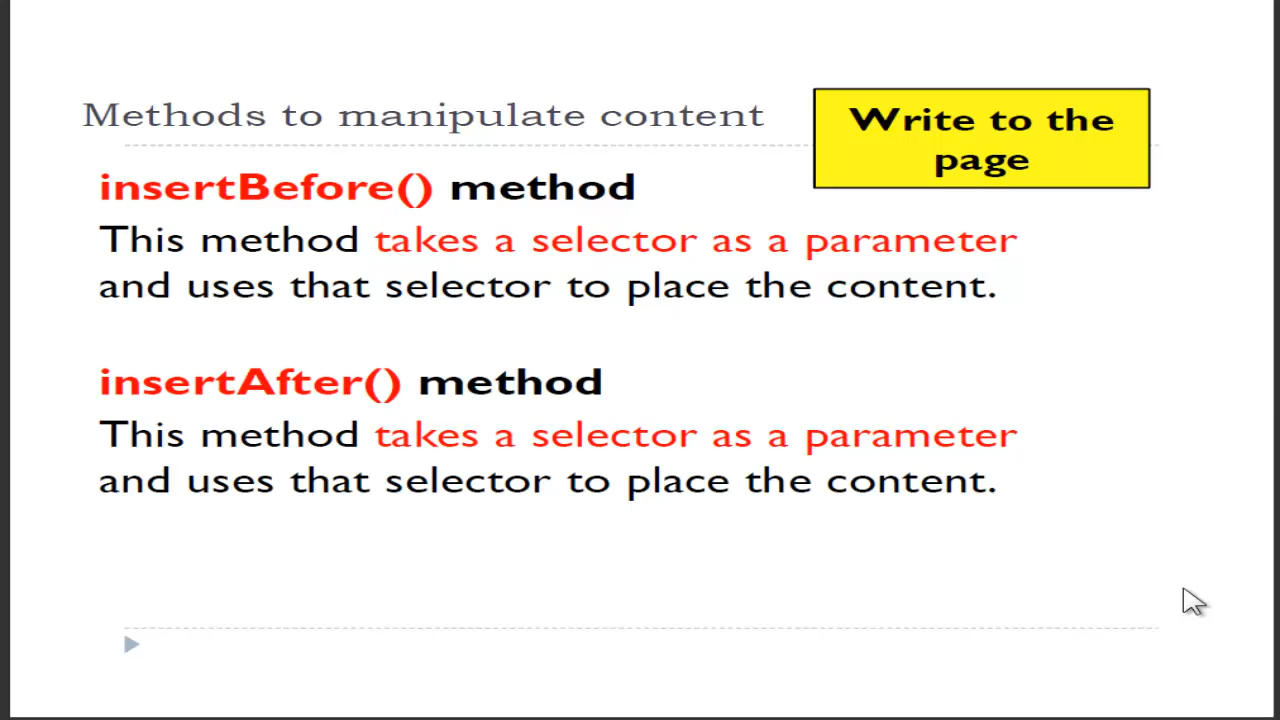 Methods to manipulate content
Write to the
page
insertBefore() method
This method takes a selector as a parameter
and uses that selector to place the content.
insertAfter() method
This method takes a selector as a parameter
and uses that selector to place the content.